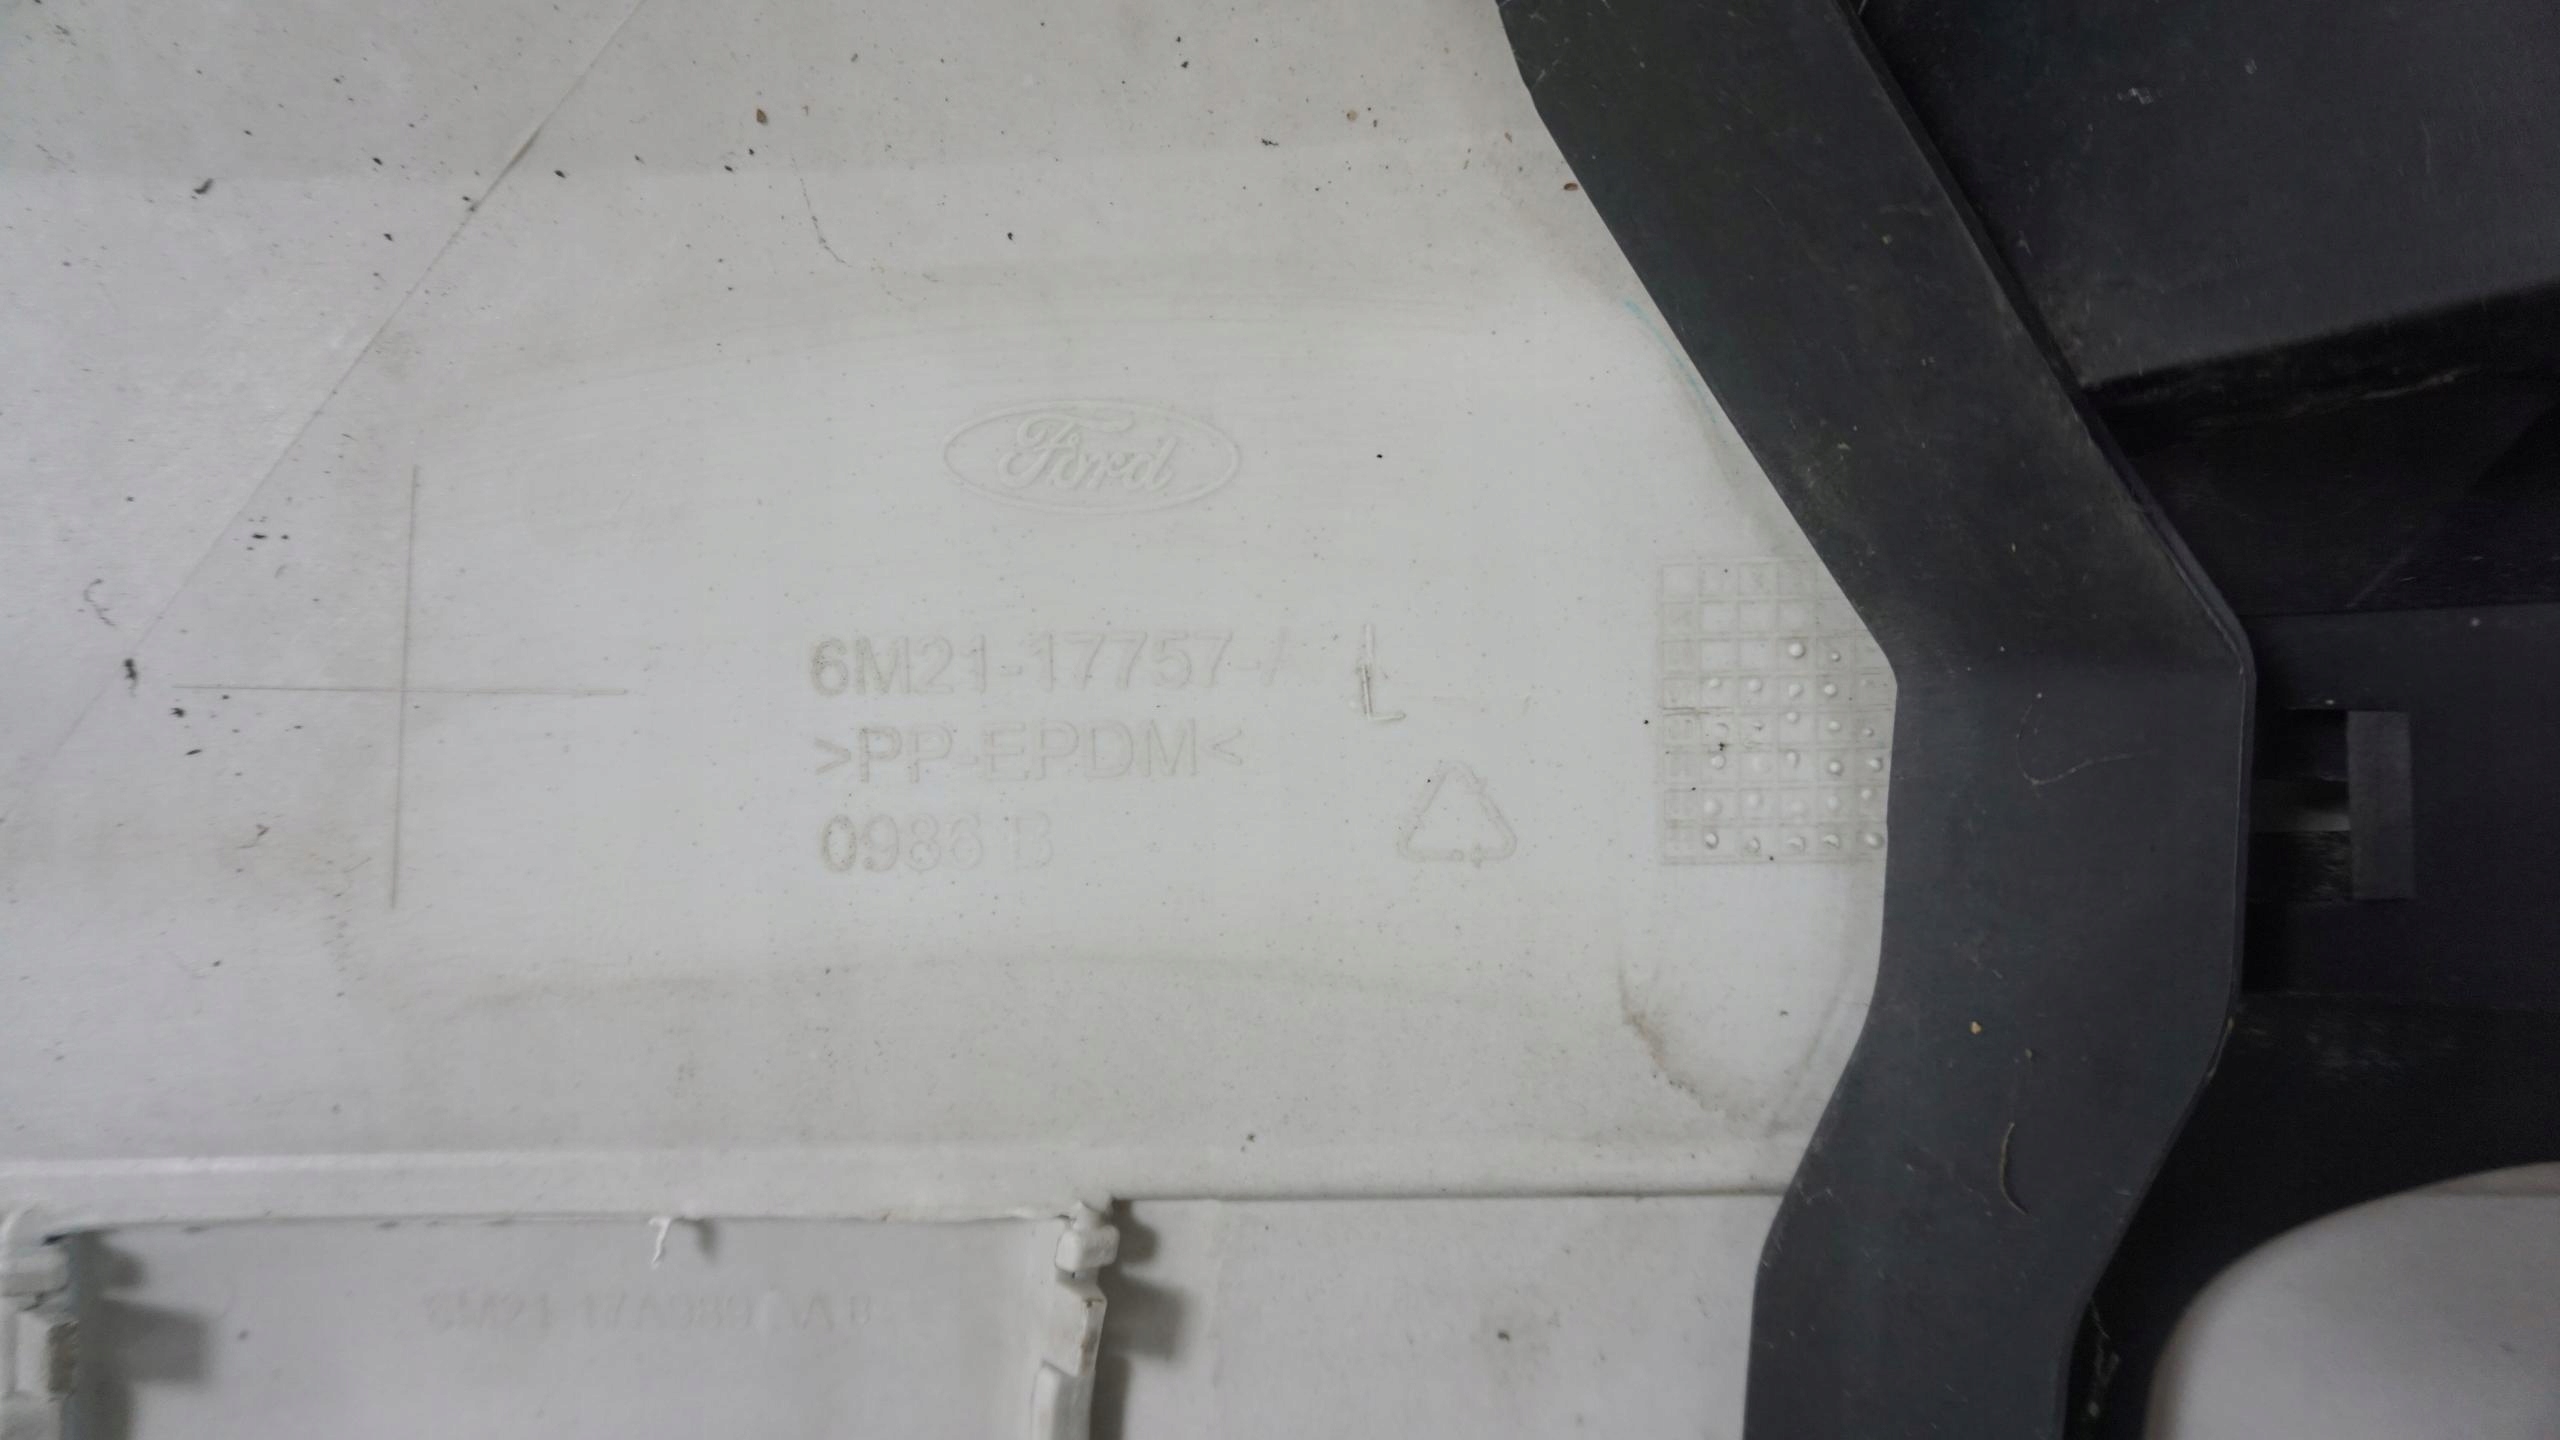 Ford
6M21-17757-A L
>PP-EPDM<
0986 B